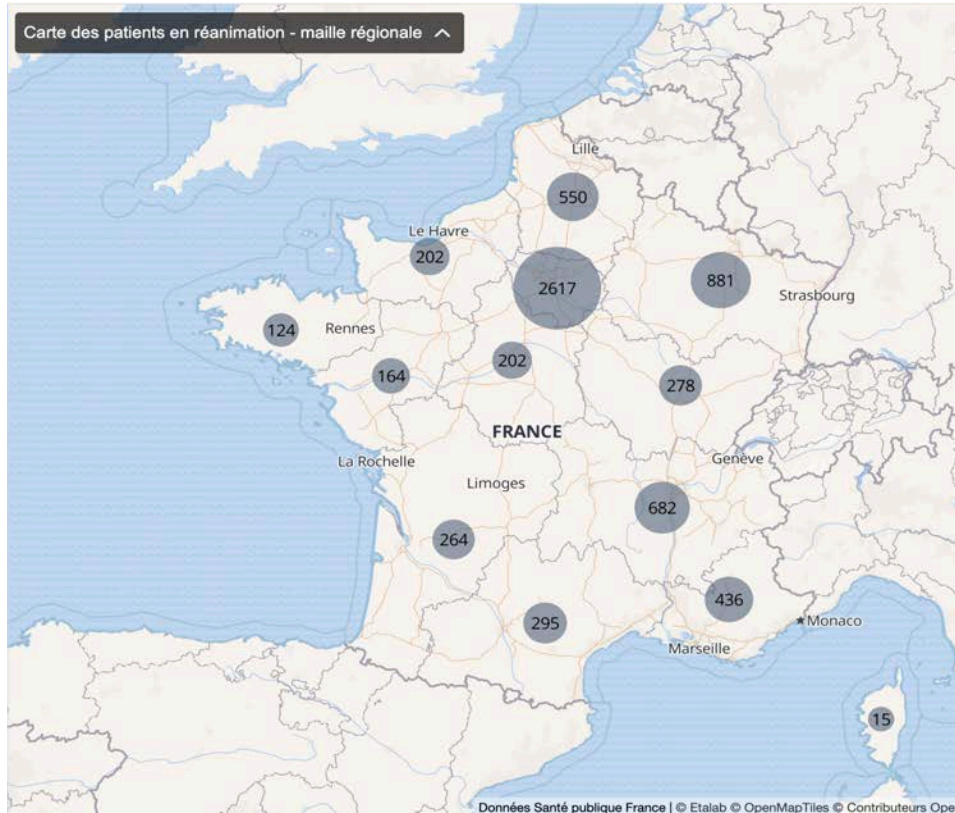 Carte des patients en réanimation - maille régionale
Lille
550
Le Havre
202
2617
881
Strasbourg
124
Rennes
164
202
278
FRANCE
La Rochelle
Limoges
Genève
682
264
436
295
Monaco
Marseille
15
Données Santé publique France | © Etalab © OpenMapTiles © Contributeurs Ope